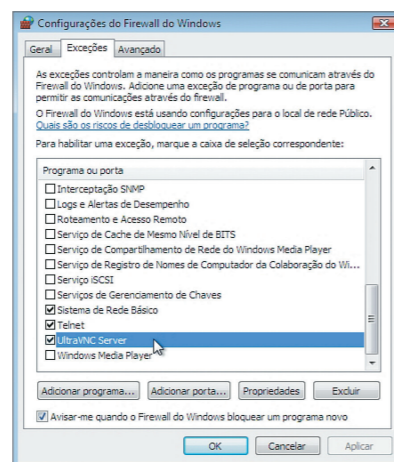 Configurações do Firewall do Windows
Geral Exceções Avançado
As exceções controlam a maneira como os programas se comunicam através do
Firewall do Windows. Adicione uma exceção de programa ou de porta para
permitir as comunicações através do firewall.
O Firewall do Windows está usando configurações para o local de rede Público.
Quais são os riscos de desbloquear um programa?
Para habilitar uma exceção, marque a caixa de seleção correspondente:
Programa ou porta
Interceptação SNMP
Logs e Alertas de Desempenho
Roteamento e Acesso Remoto
Serviço de Cache de Mesmo Nível de BITS
Serviço de Compartilhamento de Rede do Windows Media Player
Serviço de Registro de Nomes de Computador da Colaboração do Wi...
Serviço iSCSI
Serviços de Gerenciamento de Chaves
Sistema de Rede Básico
Telnet
UltraVNC Server
Windows Media Player
Adicionar programa... Adicionar porta... Propriedades Excluir
Avisar-me quando o Firewall do Windows bloquear um programa novo
OK Cancelar Aplicar